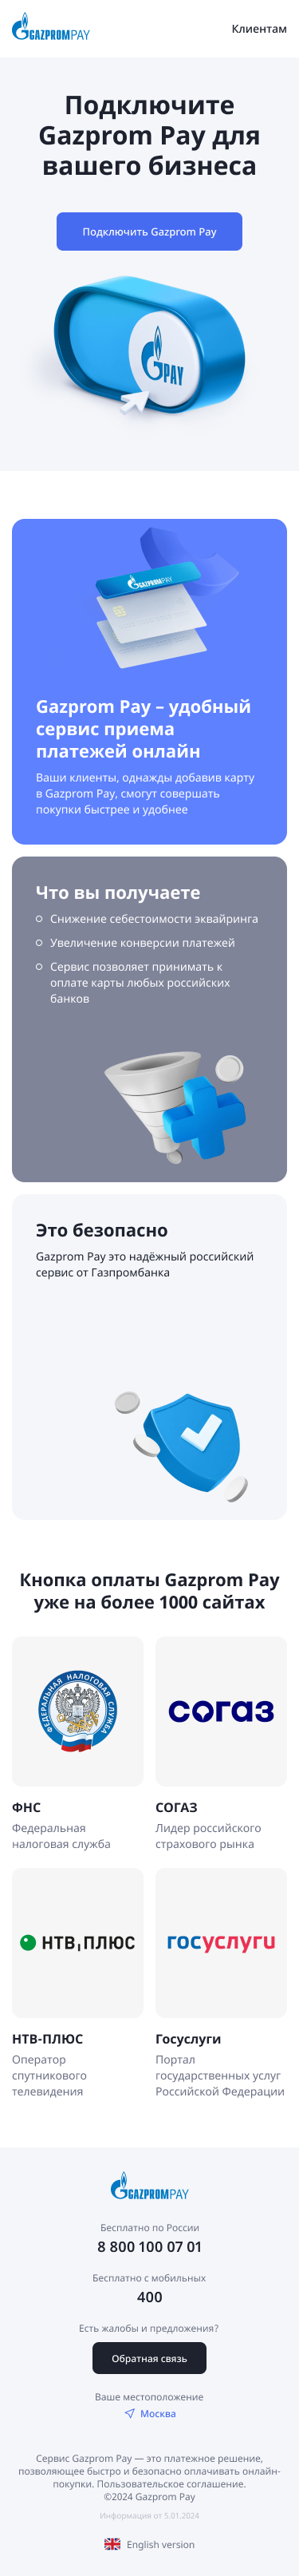 GAZPROMPAY
Клиентам
Подключите
Gazprom Pay для
вашего бизнеса
Подключить Gazprom Pay
G PAY
GAZPROMPAY
Gazprom Pay – удобный
сервис приема
платежей онлайн
Ваши клиенты, однажды добавив карту
в Gazprom Pay, смогут совершать
покупки быстрее и удобнее
Что вы получаете
Снижение себестоимости эквайринга
Увеличение конверсии платежей
Сервис позволяет принимать к
оплате карты любых российских
банков
Это безопасно
Gazprom Pay это надёжный российский
сервис от Газпромбанка
Кнопка оплаты Gazprom Pay
уже на более 1000 сайтах
ФЕДЕРАЛЬНАЯ НАЛОГОВАЯ СЛУЖБА
согаз
ФНС
СОГАЗ
Федеральная
налоговая служба
Лидер российского
страхового рынка
НТВ ПЛЮС
госуслуги
НТВ-ПЛЮС
Госуслуги
Оператор
спутникового
телевидения
Портал
государственных услуг
Российской Федерации
GAZPROMPAY
Бесплатно по России
8 800 100 07 01
Бесплатно с мобильных
400
Есть жалобы и предложения?
Обратная связь
Ваше местоположение
Москва
Сервис Gazprom Pay — это платежное решение,
позволяющее быстро и безопасно оплачивать онлайн-
покупки. Пользовательское соглашение.
©2024 Gazprom Pay
Информация от 5.01.2024
English version